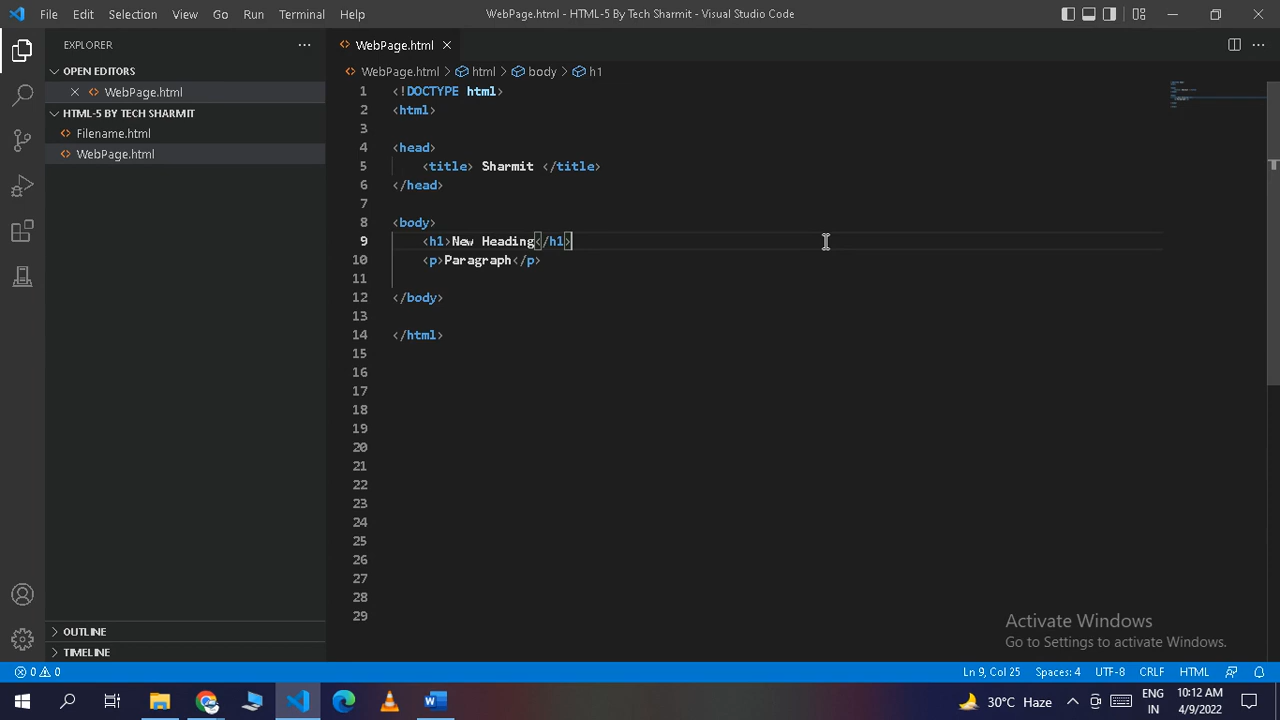 File Edit Selection View Go Run Terminal Help WebPage.html - HTML-5 By Tech Sharmit - Visual Studio Code
EXPLORER
OPEN EDITORS
WebPage.html
HTML-5 BY TECH SHARMIT
Filename.html
WebPage.html
OUTLINE
TIMELINE
WebPage.html
WebPage.html > html > body > h1
1 <!DOCTYPE html>
2 <html>
3
4 <head>
5 <title> Sharmit </title>
6 </head>
7
8 <body>
9 <h1>New Heading</h1>
10 <p>Paragraph</p>
11
12 </body>
13
14 </html>
15
16
17
18
19
20
21
22
23
24
25
26
27
28
29
Activate Windows
Go to Settings to activate Windows.
0 0 Ln 9, Col 25 Spaces: 4 UTF-8 CRLF HTML
30°C Haze ENG 10:12 AM
IN 4/9/2022